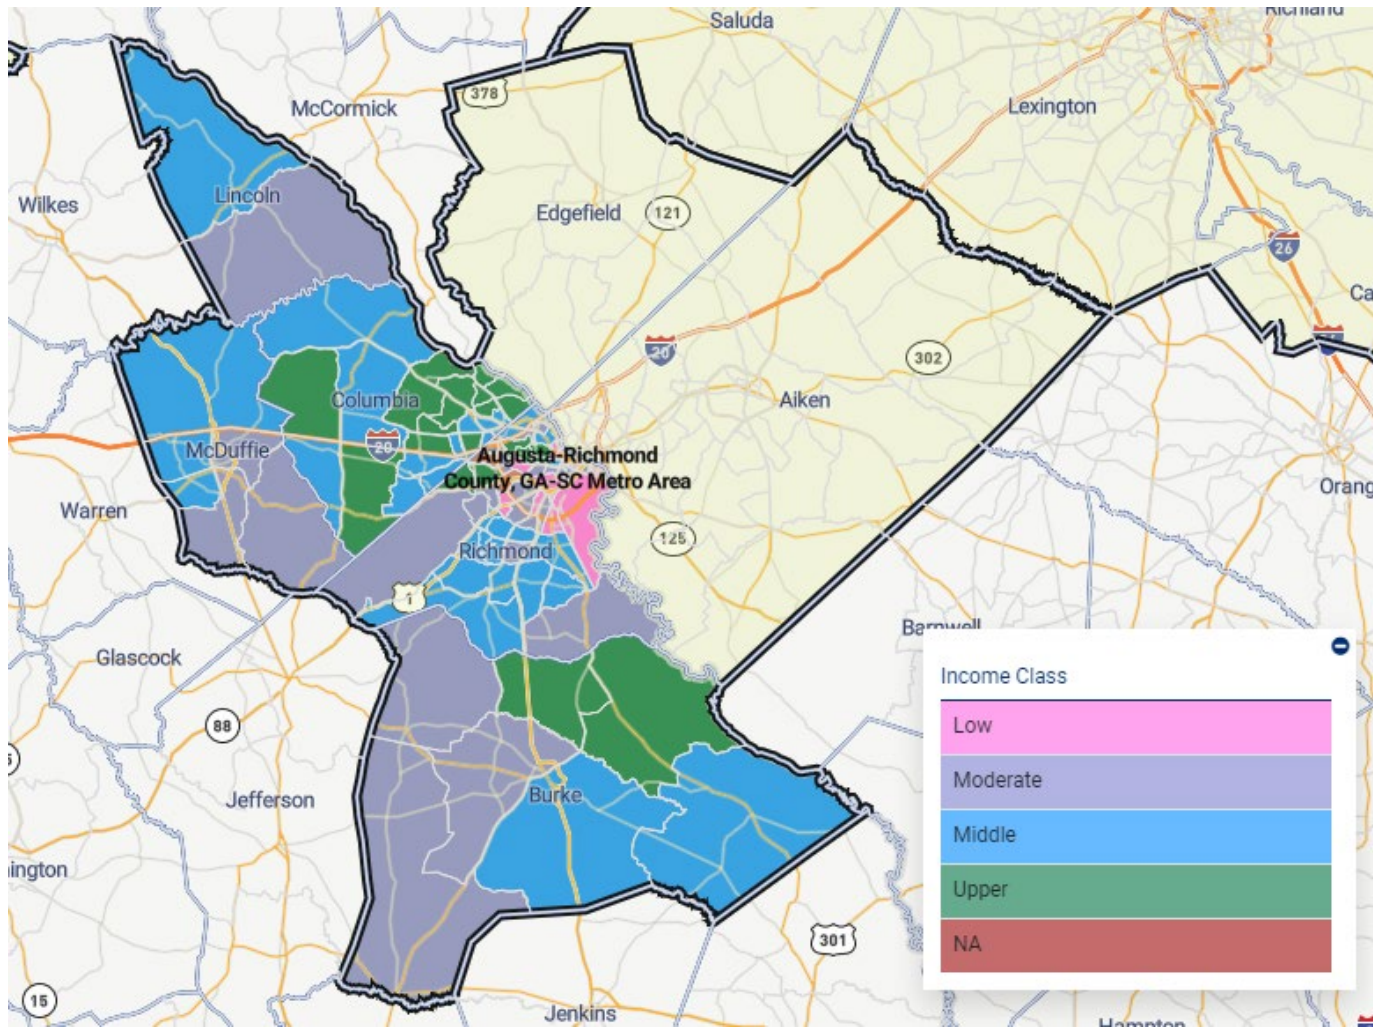 Saluda
Richland
McCormick
378
Lexington
Wilkes
Lincoln
Edgefield
121
26
Ca
20
302
Columbia
Aiken
20
McDuffie
Augusta-Richmond
County, GA-SC Metro Area
Warren
Orang
Richmond
125
1
Barnwell
Glascock
Income Class
88
Low
Moderate
Jefferson
Burke
Middle
ington
Upper
301
NA
15
Jenkins
Hampton